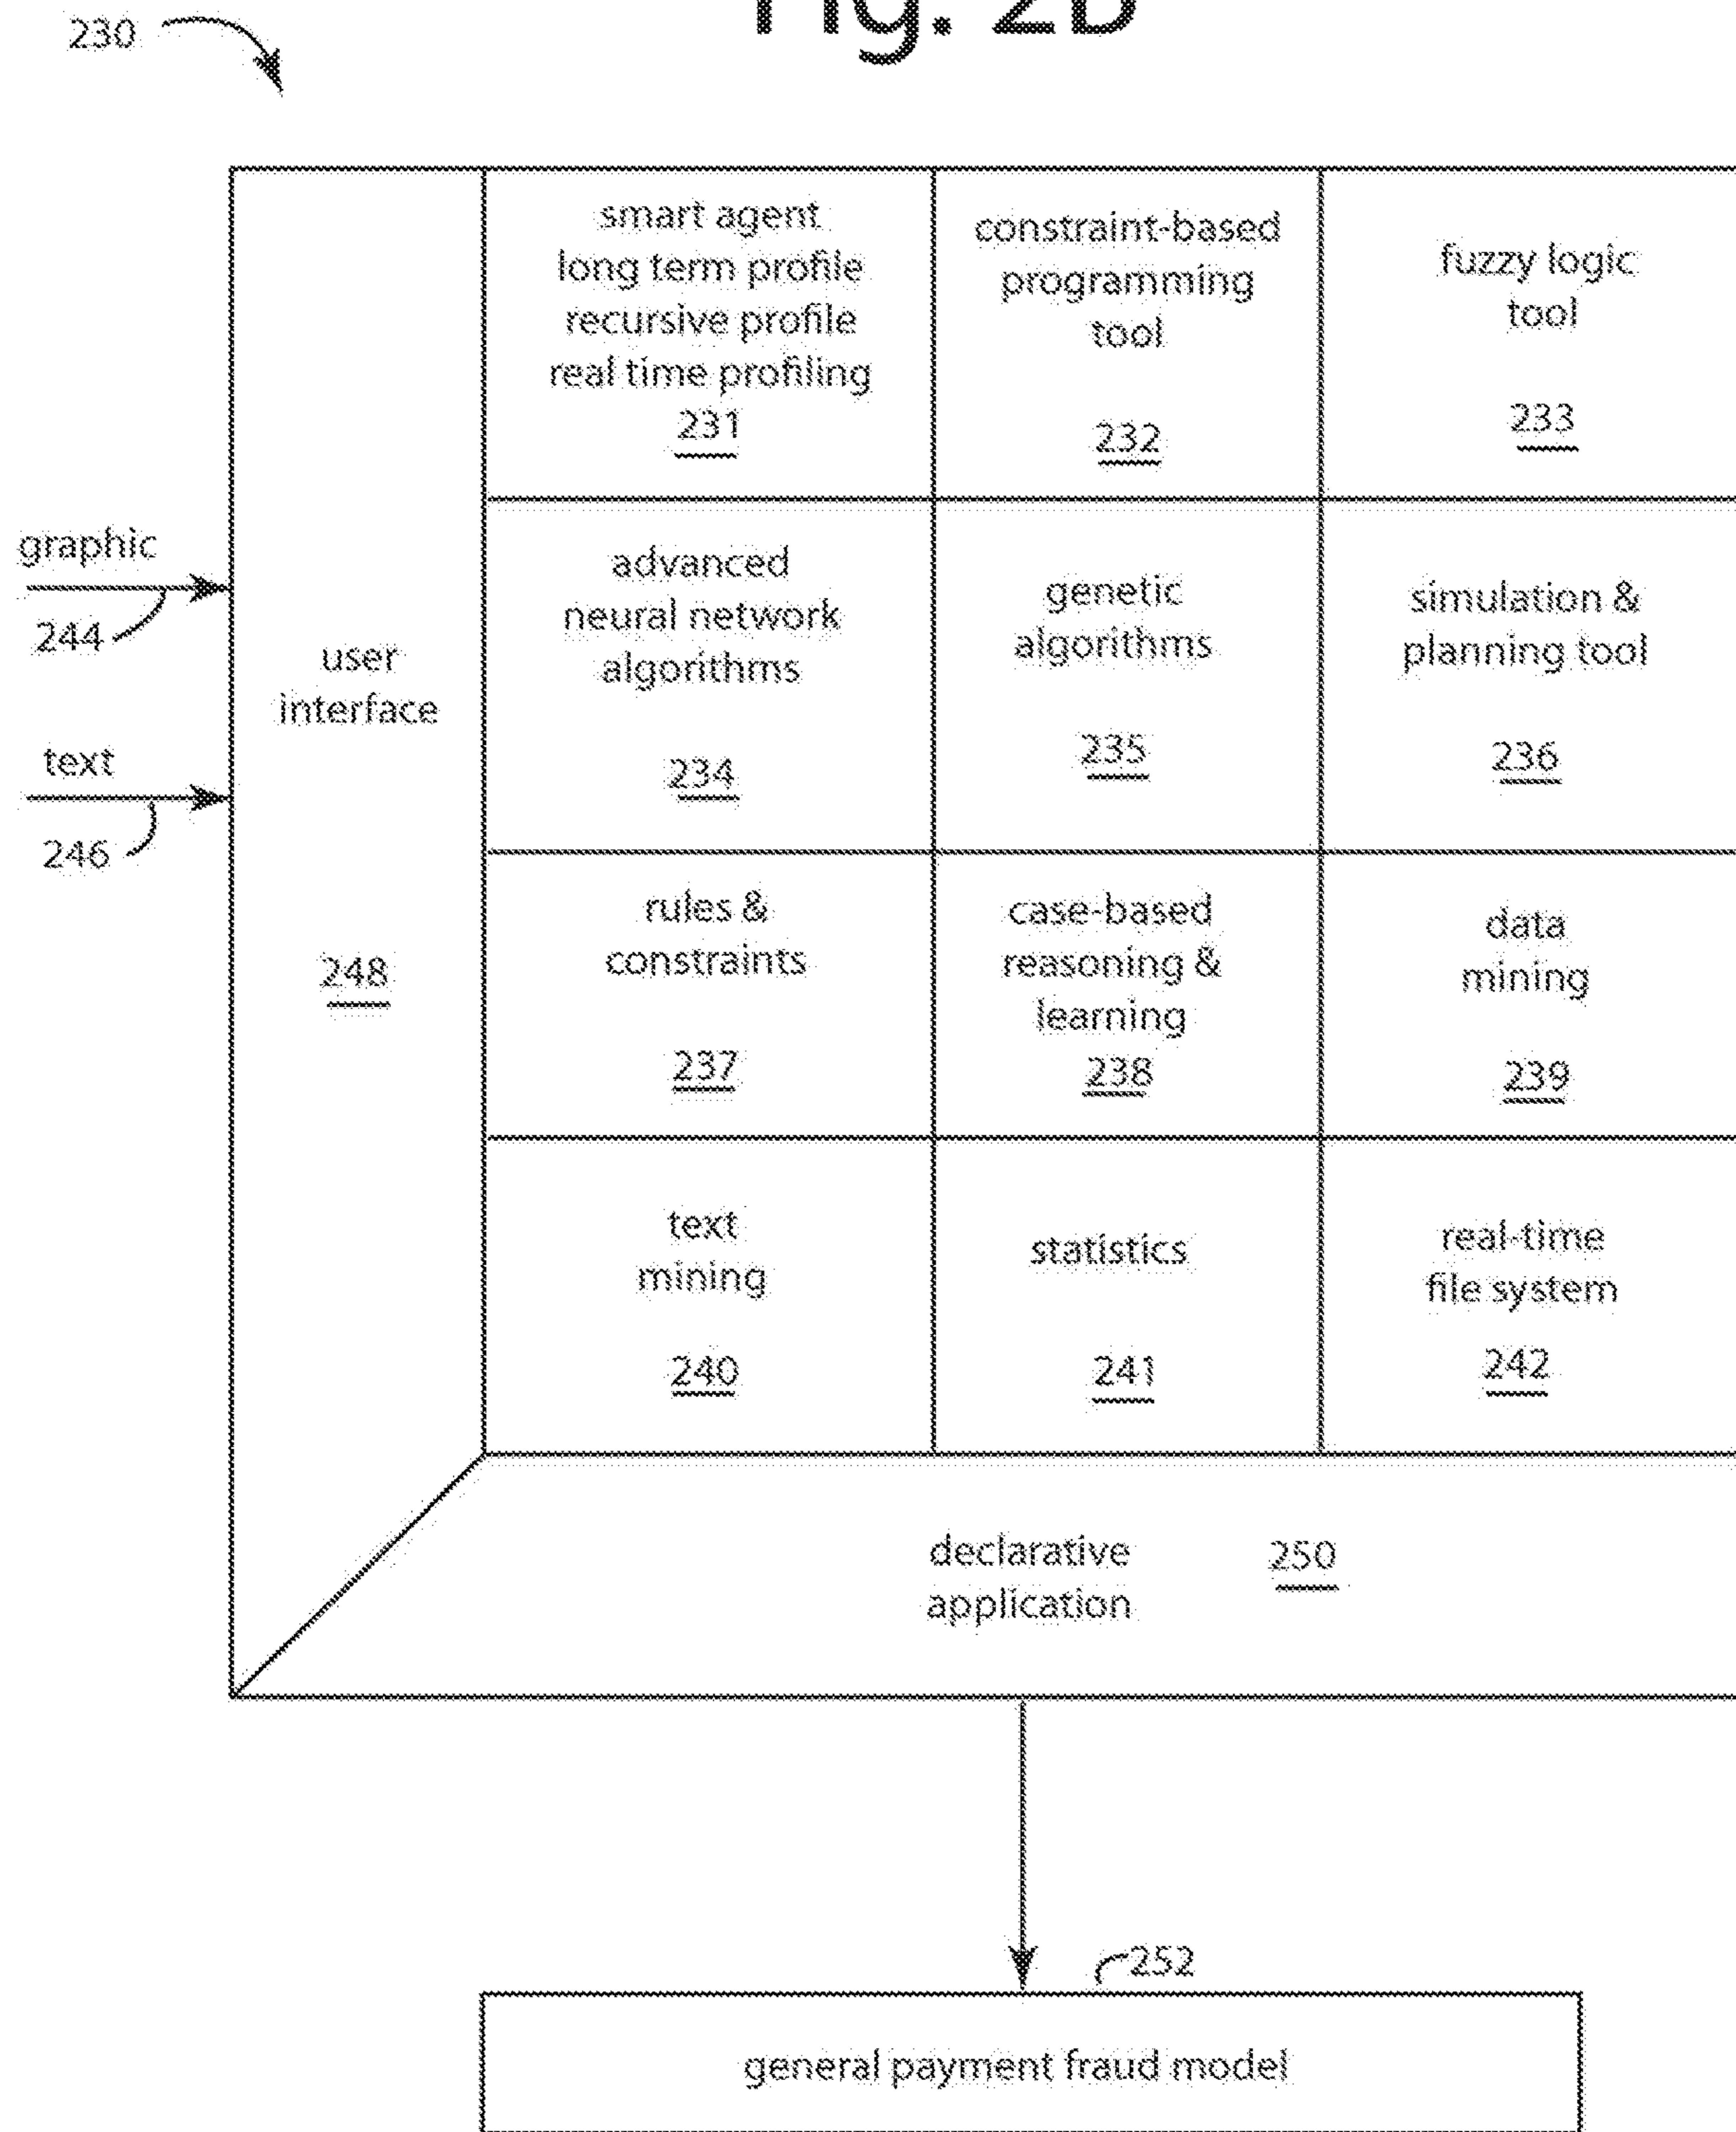 Fig. 2B
230
smart agent
long term profile
recursive profile
real time profiling
231
constraint-based
programming
tool
232
fuzzy logic
tool
233
graphic
244
text
246
user
interface
248
advanced
neural network
algorithms
234
genetic
algorithms
235
simulation &
planning tool
236
rules &
constraints
237
case-based
reasoning &
learning
238
data
mining
239
text
mining
240
statistics
241
real-time
file system
242
declarative
application
250
252
general payment fraud model